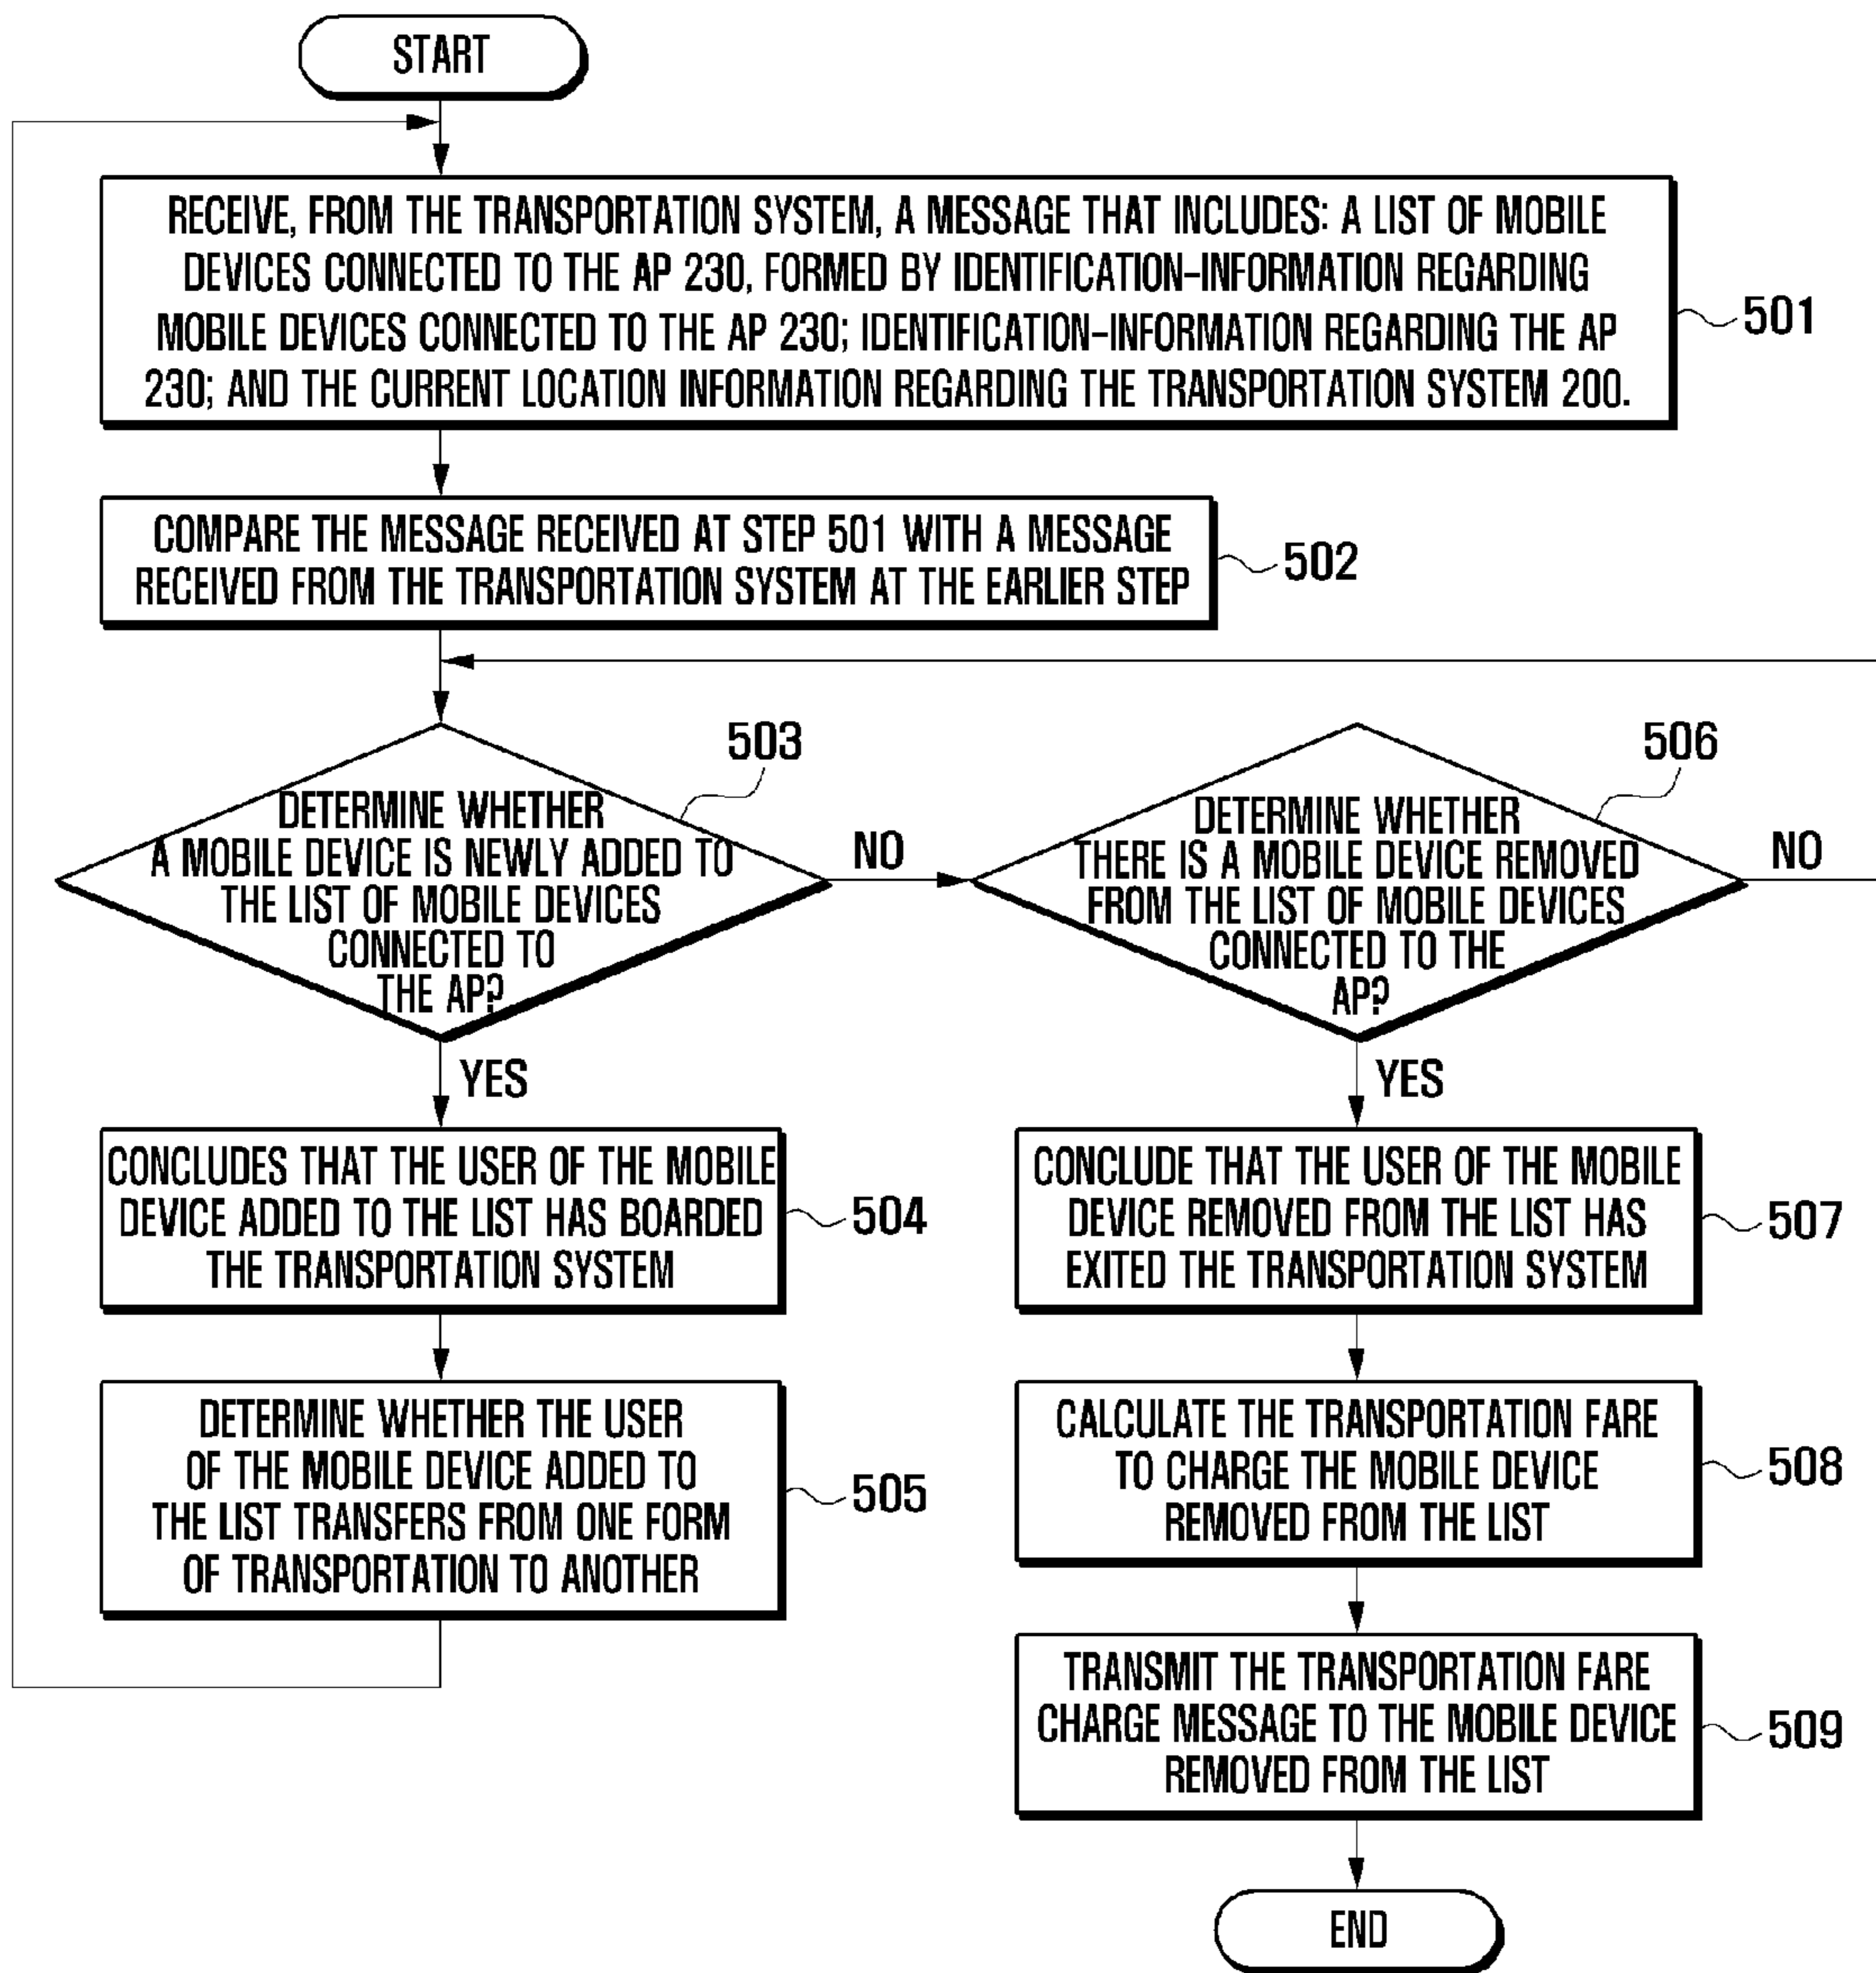 START
RECEIVE, FROM THE TRANSPORTATION SYSTEM, A MESSAGE THAT INCLUDES: A LIST OF MOBILE
DEVICES CONNECTED TO THE AP 230, FORMED BY IDENTIFICATION-INFORMATION REGARDING
MOBILE DEVICES CONNECTED TO THE AP 230; IDENTIFICATION-INFORMATION REGARDING THE AP
230; AND THE CURRENT LOCATION INFORMATION REGARDING THE TRANSPORTATION SYSTEM 200.
501
COMPARE THE MESSAGE RECEIVED AT STEP 501 WITH A MESSAGE
RECEIVED FROM THE TRANSPORTATION SYSTEM AT THE EARLIER STEP
502
503
DETERMINE WHETHER
A MOBILE DEVICE IS NEWLY ADDED TO
THE LIST OF MOBILE DEVICES
CONNECTED TO
THE AP?
NO
YES
506
DETERMINE WHETHER
THERE IS A MOBILE DEVICE REMOVED
FROM THE LIST OF MOBILE DEVICES
CONNECTED TO THE
AP?
NO
YES
CONCLUDES THAT THE USER OF THE MOBILE
DEVICE ADDED TO THE LIST HAS BOARDED
THE TRANSPORTATION SYSTEM
504
DETERMINE WHETHER THE USER
OF THE MOBILE DEVICE ADDED TO
THE LIST TRANSFERS FROM ONE FORM
OF TRANSPORTATION TO ANOTHER
505
CONCLUDE THAT THE USER OF THE MOBILE
DEVICE REMOVED FROM THE LIST HAS
EXITED THE TRANSPORTATION SYSTEM
507
CALCULATE THE TRANSPORTATION FARE
TO CHARGE THE MOBILE DEVICE
REMOVED FROM THE LIST
508
TRANSMIT THE TRANSPORTATION FARE
CHARGE MESSAGE TO THE MOBILE DEVICE
REMOVED FROM THE LIST
509
END